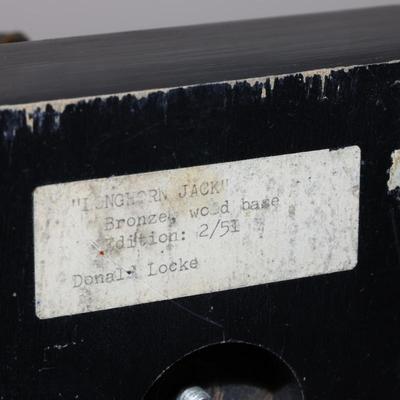 "LONGHORN JACK"
Bronze, wood base
Edition: 2/51
Donald Locke